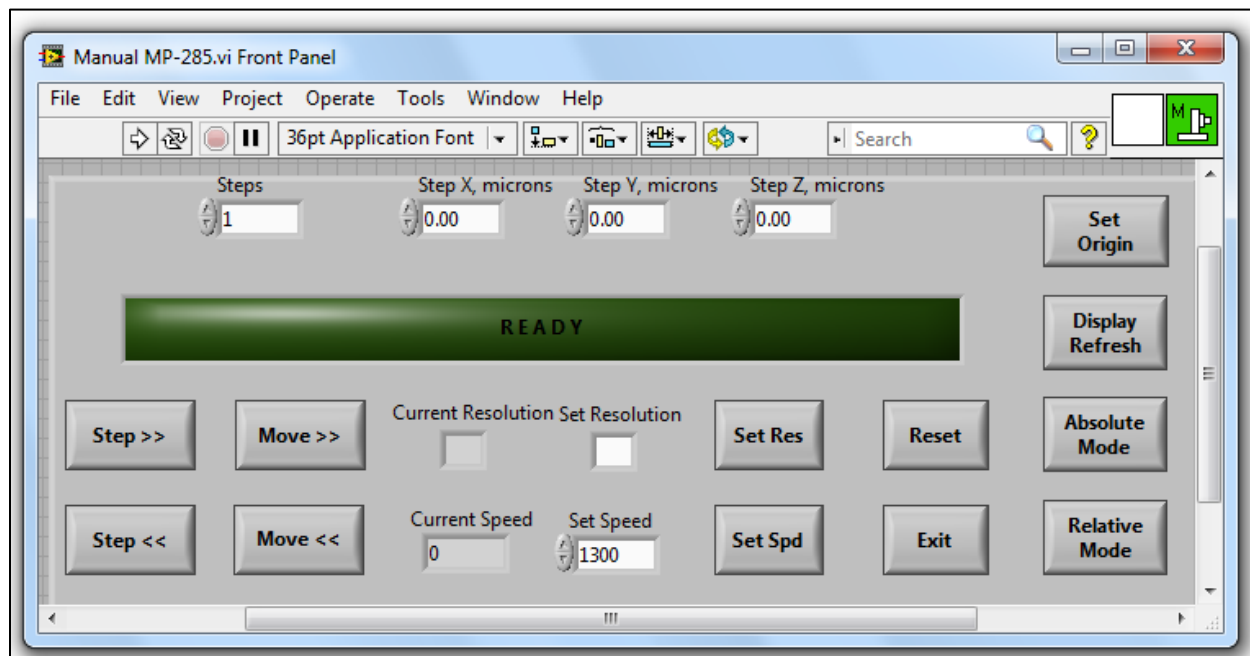 Manual MP-285.vi Front Panel
File Edit View Project Operate Tools Window Help
36pt Application Font
Search
?
M
Steps Step X, microns Step Y, microns Step Z, microns
1 0.00 0.00 0.00
Set
Origin
READY
Display
Refresh
Step >> Move >> Current Resolution Set Resolution Set Res Reset
Absolute
Mode
Step << Move << Current Speed Set Speed Set Spd Exit
0 1300
Relative
Mode